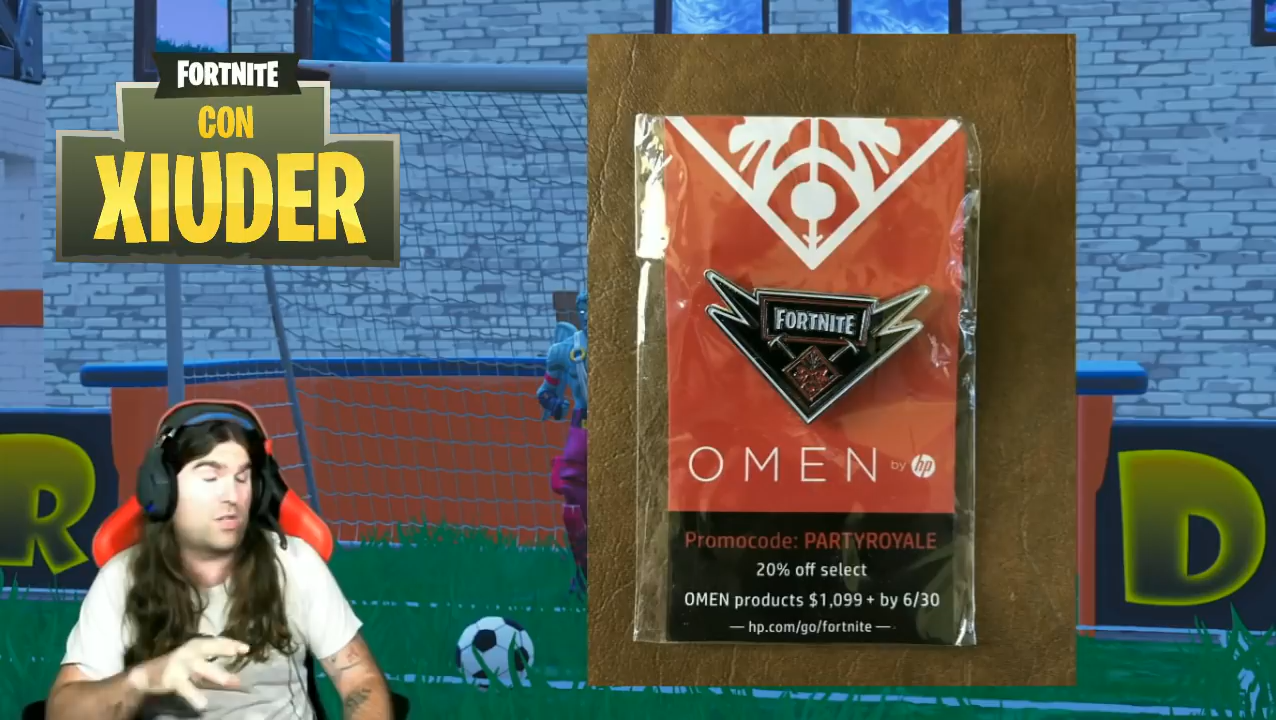 FORTNITE
CON
XIUDER
FORTNITE
OMEN by hp
Promocode: PARTYROYALE
20% off select
OMEN products $1,099+ by 6/30
— hp.com/go/fortnite —
R
D